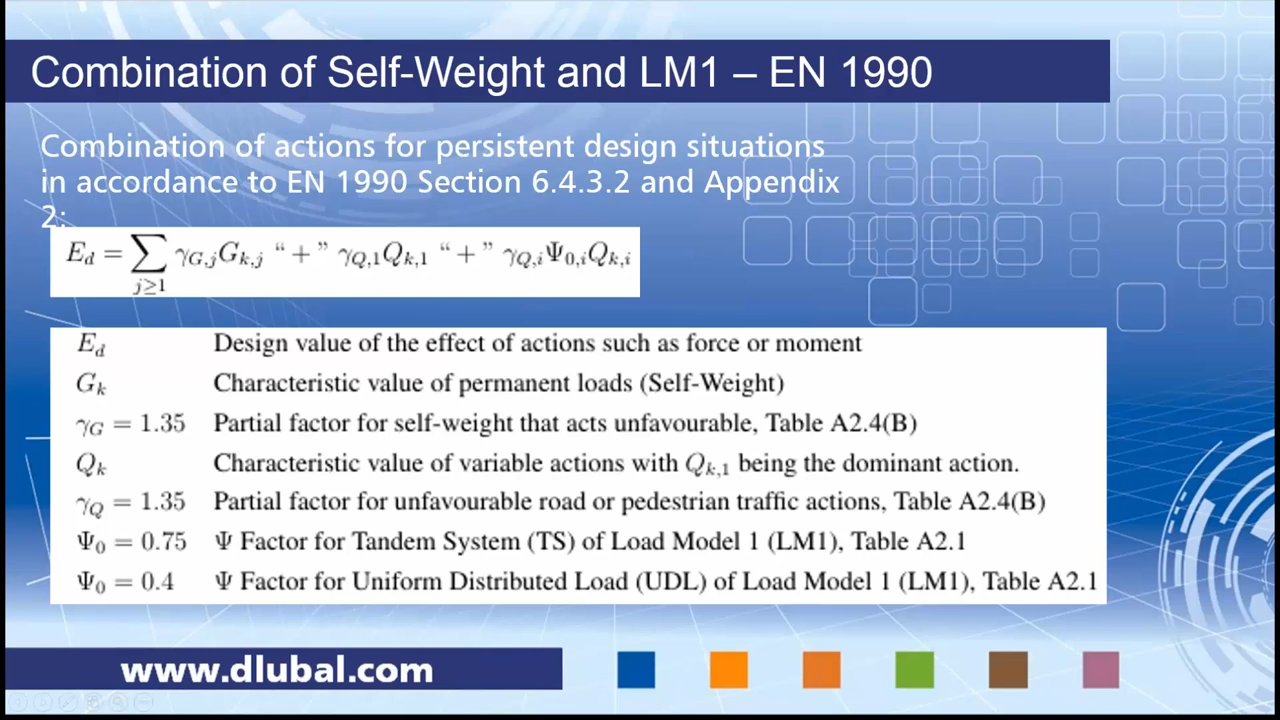 Combination of Self-Weight and LM1 – EN 1990
Combination of actions for persistent design situations
in accordance to EN 1990 Section 6.4.3.2 and Appendix
2:
E_d = ∑_{j≥1} γ_{G,j}G_{k,j} “+” γ_{Q,1}Q_{k,1} “+” γ_{Q,i}Ψ_{0,i}Q_{k,i}
E_d Design value of the effect of actions such as force or moment
G_k Characteristic value of permanent loads (Self-Weight)
γ_G = 1.35 Partial factor for self-weight that acts unfavourable, Table A2.4(B)
Q_k Characteristic value of variable actions with Q_{k,1} being the dominant action.
γ_Q = 1.35 Partial factor for unfavourable road or pedestrian traffic actions, Table A2.4(B)
Ψ_0 = 0.75 Ψ Factor for Tandem System (TS) of Load Model 1 (LM1), Table A2.1
Ψ_0 = 0.4 Ψ Factor for Uniform Distributed Load (UDL) of Load Model 1 (LM1), Table A2.1
www.dlubal.com